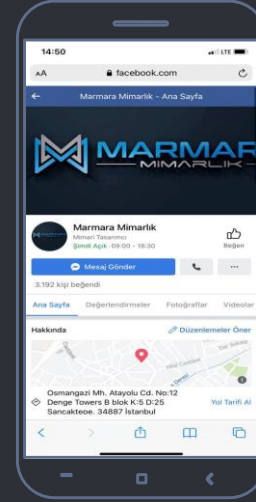 14:50
LTE
AA
facebook.com
Marmara Mimarlık - Ana Sayfa
MARMAR
MİMARLIK
Marmara Mimarlık
Mimari Tasarımcı
Şimdi Açık · 09:00 - 18:30
Beğen
Mesaj Gönder
3.192 kişi beğendi
Ana Sayfa
Değerlendirmeler
Fotoğraflar
Videolar
Hakkında
Düzenlemeler Öner
Osmangazi Mh. Atayolu Cd. No:12
Denge Towers B blok K:5 D:25
Sancaktepe, 34887 İstanbul
Yol Tarifi Al